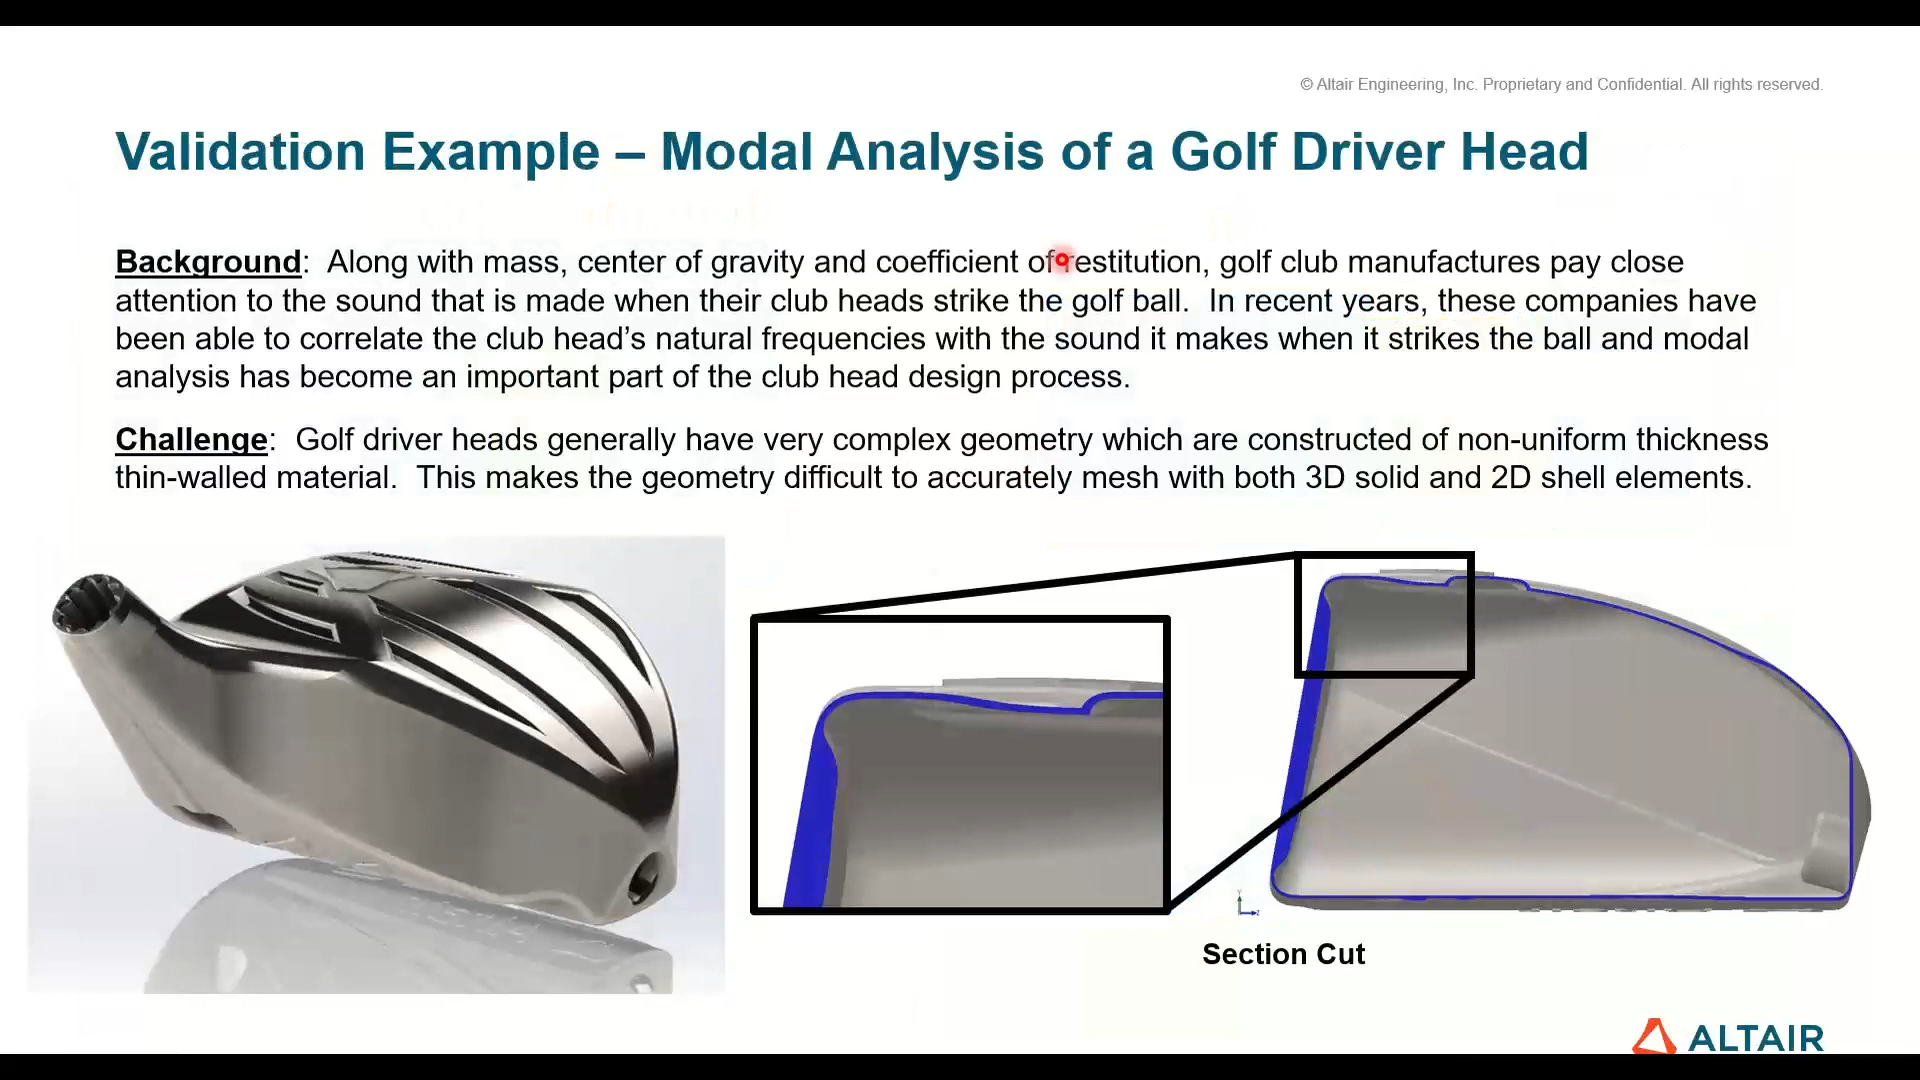 © Altair Engineering, Inc. Proprietary and Confidential. All rights reserved.
Validation Example – Modal Analysis of a Golf Driver Head
Background:  Along with mass, center of gravity and coefficient of restitution, golf club manufactures pay close
attention to the sound that is made when their club heads strike the golf ball.  In recent years, these companies have
been able to correlate the club head’s natural frequencies with the sound it makes when it strikes the ball and modal
analysis has become an important part of the club head design process.
Challenge:  Golf driver heads generally have very complex geometry which are constructed of non-uniform thickness
thin-walled material.  This makes the geometry difficult to accurately mesh with both 3D solid and 2D shell elements.
Section Cut
ALTAIR